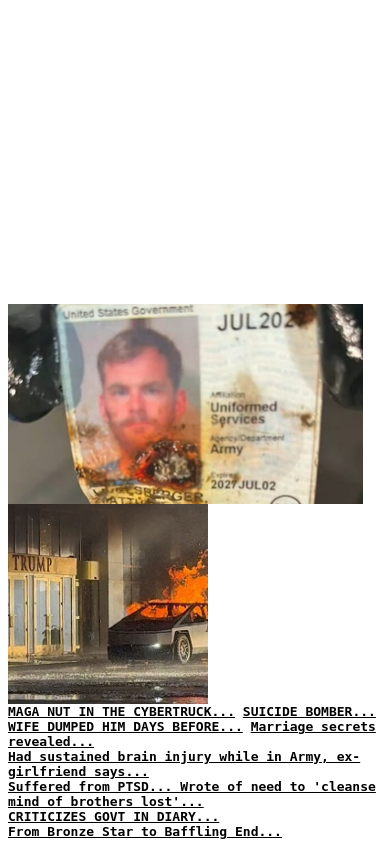 United States Government
JUL202
Affiliation
Uniformed
Services
Agency/Department
Army
Expires
2027JUL02
TRUMP
MAGA NUT IN THE CYBERTRUCK... SUICIDE BOMBER...
WIFE DUMPED HIM DAYS BEFORE... Marriage secrets
revealed...
Had sustained brain injury while in Army, ex-
girlfriend says...
Suffered from PTSD... Wrote of need to 'cleanse
mind of brothers lost'...
CRITICIZES GOVT IN DIARY...
From Bronze Star to Baffling End...